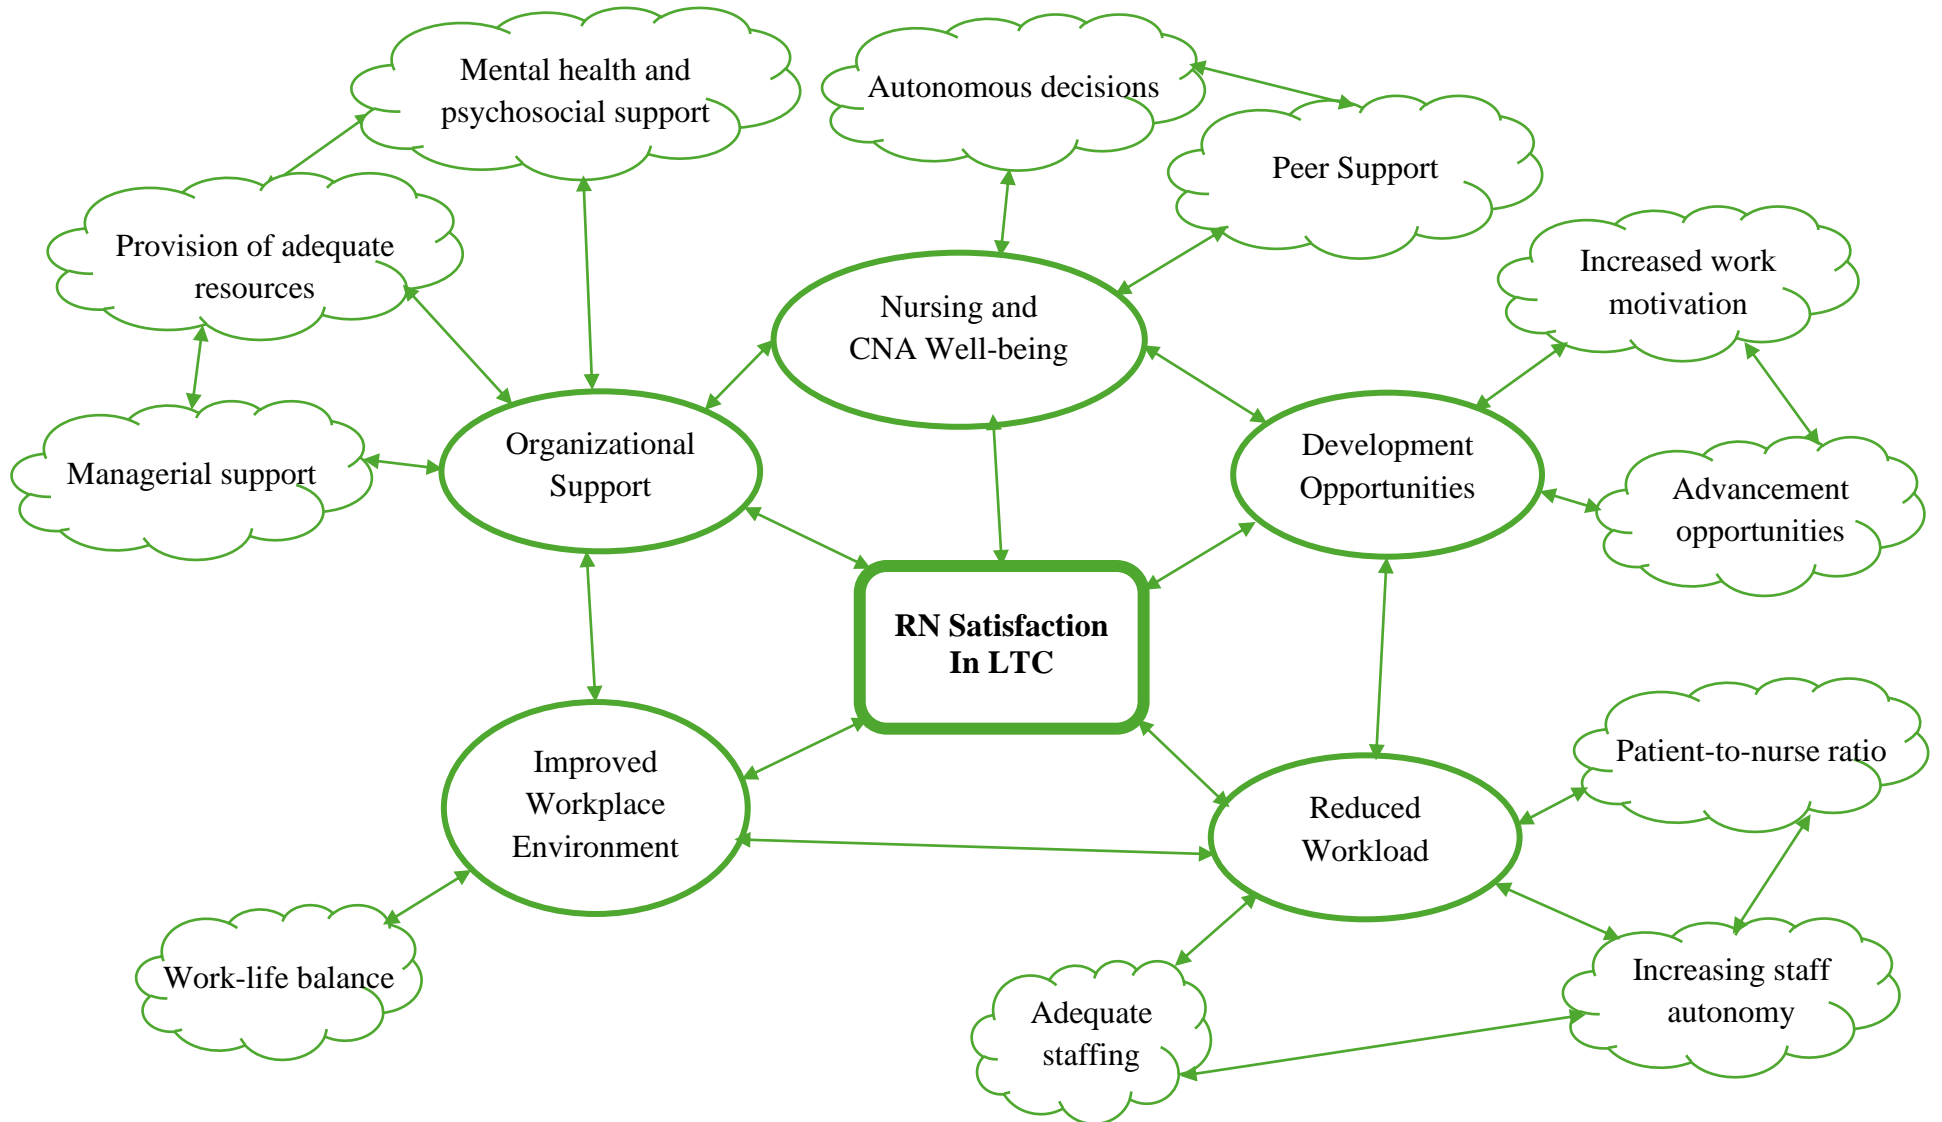 Mental health and
psychosocial support
Autonomous decisions
Peer Support
Provision of adequate
resources
Increased work
motivation
Nursing and
CNA Well-being
Managerial support
Organizational
Support
Development
Opportunities
Advancement
opportunities
RN Satisfaction
In LTC
Improved
Workplace
Environment
Reduced
Workload
Patient-to-nurse ratio
Work-life balance
Adequate
staffing
Increasing staff
autonomy